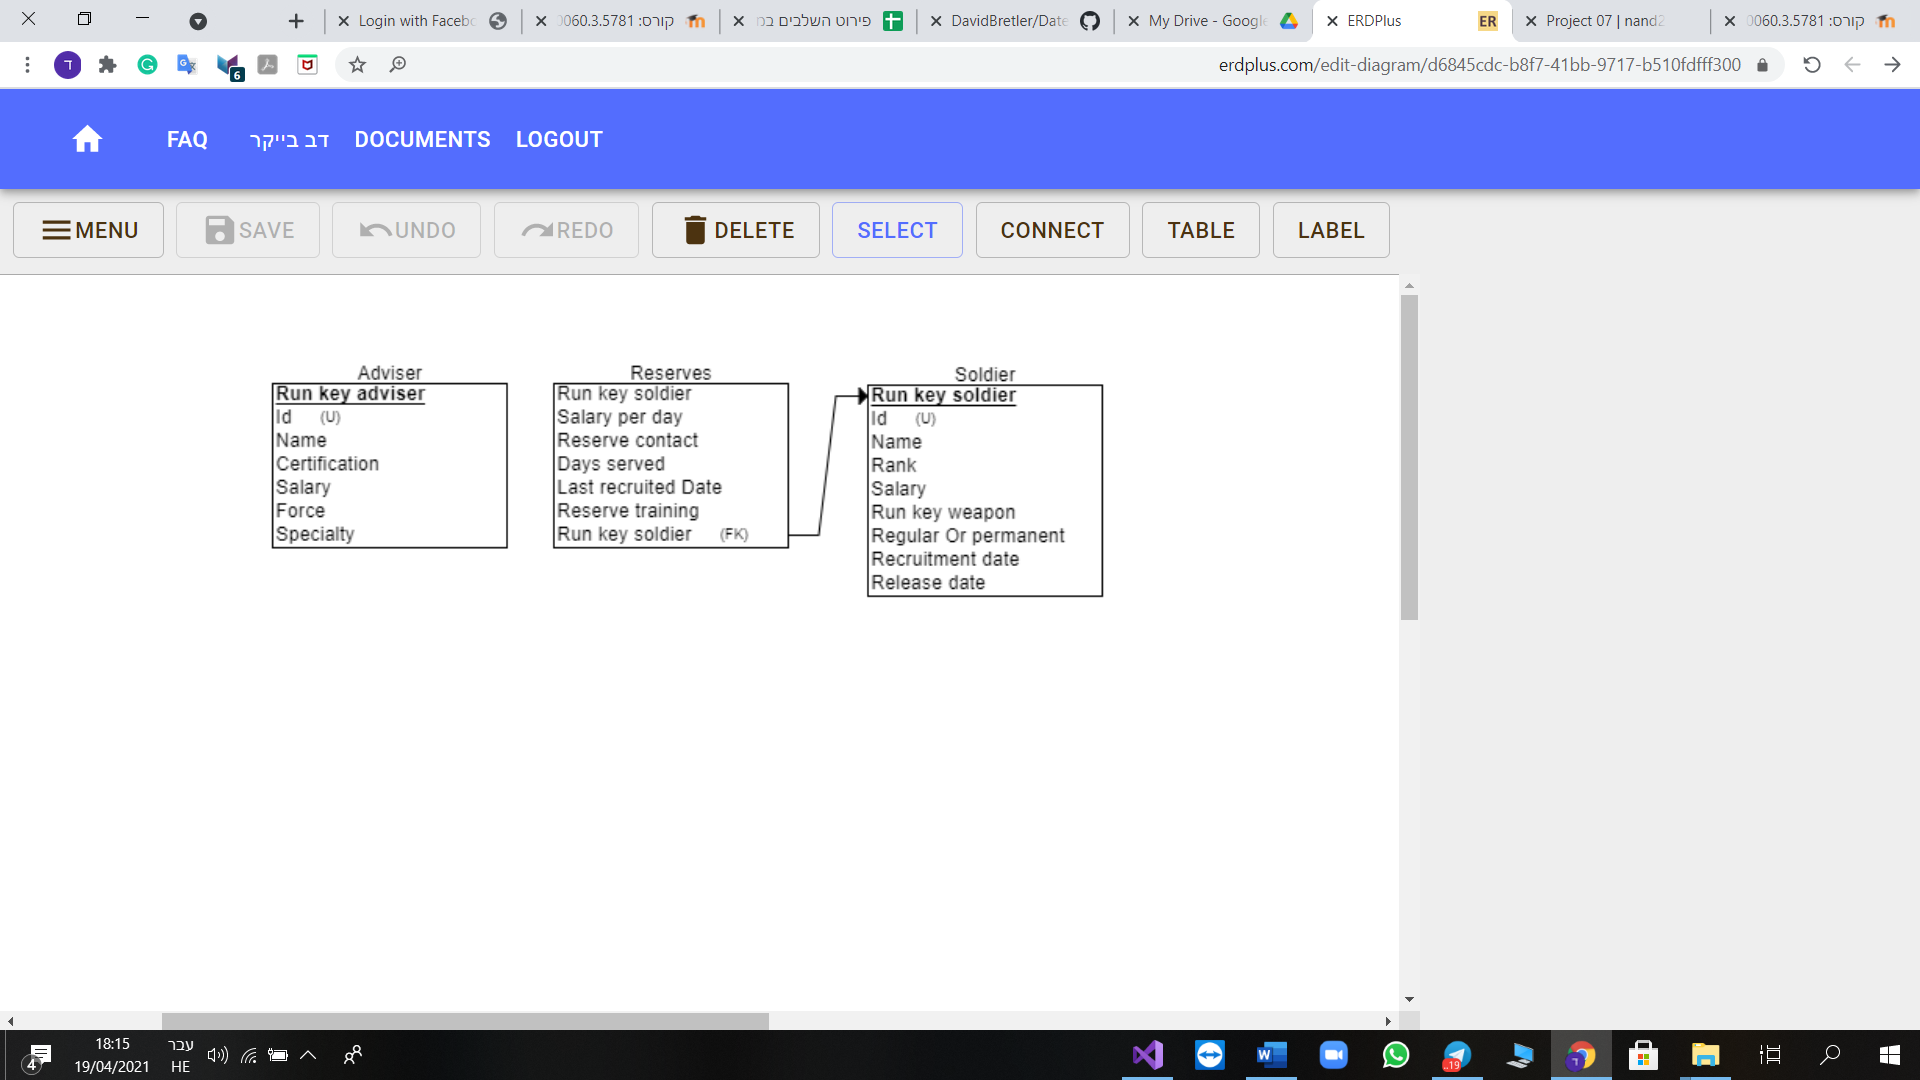 Login with Facebo
קורס: 0060.3.5781
פירוט השלבים במ
DavidBretler/Date
My Drive - Google
ERDPlus
ER
Project 07 | nand2
קורס: 0060.3.5781
ד
6
erdplus.com/edit-diagram/d6845cdc-b8f7-41bb-9717-b510fdfff300
FAQ
דב בייקר
DOCUMENTS
LOGOUT
MENU
SAVE
UNDO
REDO
DELETE
SELECT
CONNECT
TABLE
LABEL
Adviser
Run key adviser
Id (U)
Name
Certification
Salary
Force
Specialty
Reserves
Run key soldier
Salary per day
Reserve contact
Days served
Last recruited Date
Reserve training
Run key soldier (FK)
Soldier
Run key soldier
Id (U)
Name
Rank
Salary
Run key weapon
Regular Or permanent
Recruitment date
Release date
4
18:15
19/04/2021
עבר
HE
..19